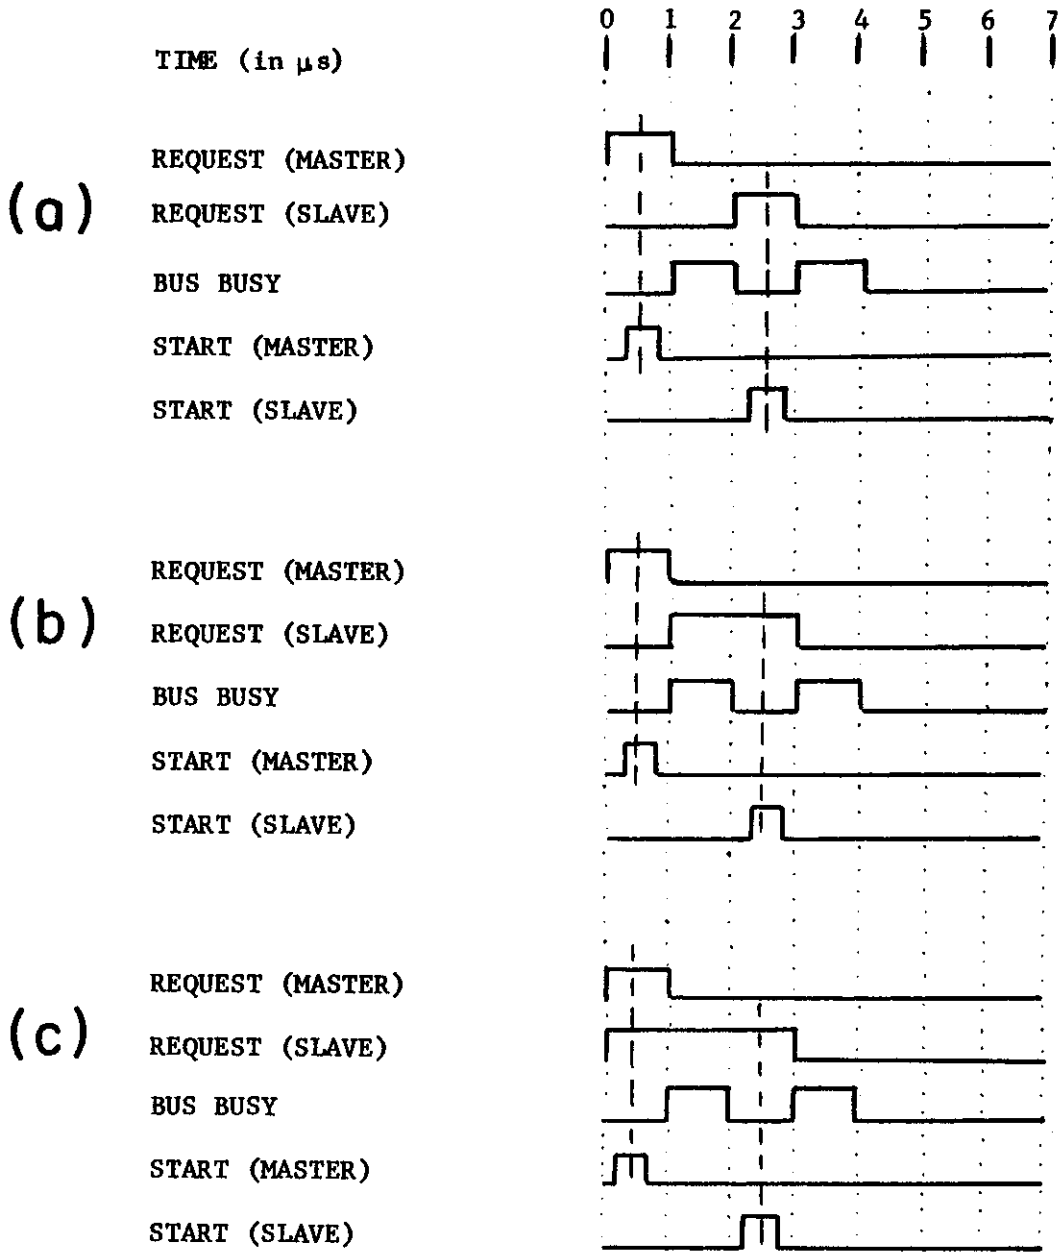 0 1 2 3 4 5 6 7
TIME (in μs)
(a)
REQUEST (MASTER)
REQUEST (SLAVE)
BUS BUSY
START (MASTER)
START (SLAVE)
(b)
REQUEST (MASTER)
REQUEST (SLAVE)
BUS BUSY
START (MASTER)
START (SLAVE)
(c)
REQUEST (MASTER)
REQUEST (SLAVE)
BUS BUSY
START (MASTER)
START (SLAVE)